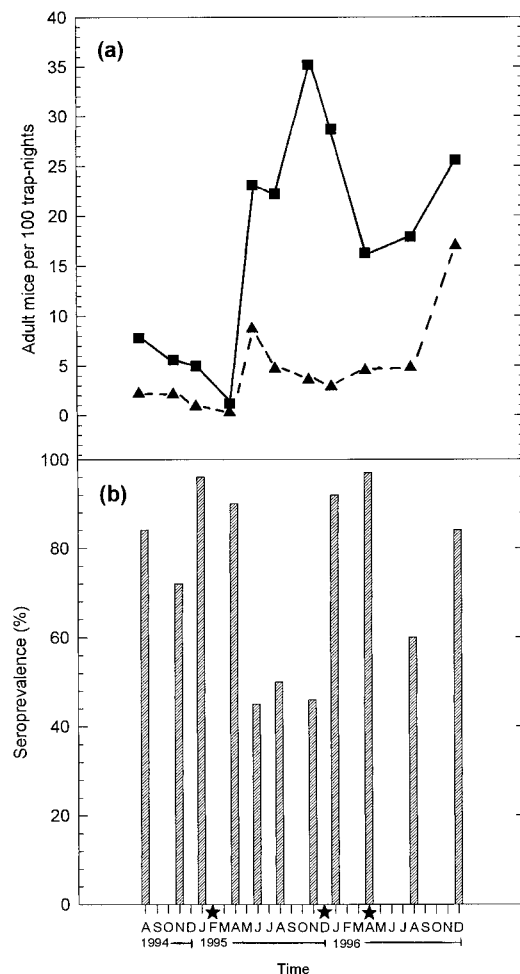 40
(a)
35
30
25
20
15
10
5
0
Adult mice per 100 trap-nights
100
(b)
80
60
40
20
0
Seroprevalence (%)
A S O N D J F M A M J J A S O N D J F M A M J J A S O N D
1994 1995 1996
Time